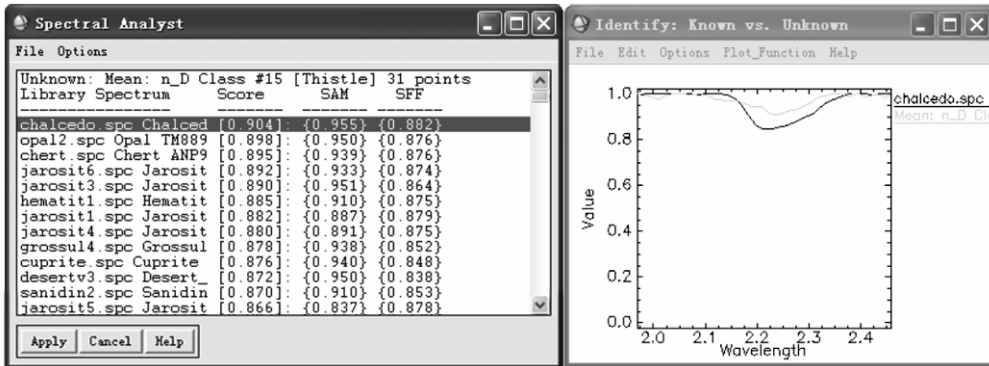 Spectral Analyst
File Options
Unknown: Mean: n_D Class #15 [Thistle] 31 points
Library Spectrum Score SAM SFF
chalcedo.spc Chalced [0.904]: {0.955} {0.882}
opal2.spc Opal TM889 [0.898]: {0.950} {0.876}
chert.spc Chert ANP9 [0.895]: {0.939} {0.876}
jarosit6.spc Jarosit [0.892]: {0.933} {0.874}
jarosit3.spc Jarosit [0.890]: {0.951} {0.864}
hematit1.spc Hematit [0.885]: {0.910} {0.875}
jarosit1.spc Jarosit [0.882]: {0.887} {0.879}
jarosit4.spc Jarosit [0.880]: {0.891} {0.875}
grossul4.spc Grossul [0.878]: {0.938} {0.852}
cuprite.spc Cuprite [0.876]: {0.940} {0.848}
desertv3.spc Desert_ [0.872]: {0.950} {0.838}
sanidin2.spc Sanidin [0.870]: {0.910} {0.853}
jarosit5.spc Jarosit [0.866]: {0.837} {0.878}
Apply Cancel Help
Identify: Known vs. Unknown
File Edit Options Plot_Function Help
chalcedo.spc
Mean: n_D Cl
Value
1.0
0.8
0.6
0.4
0.2
0.0
2.0 2.1 2.2 2.3 2.4
Wavelength